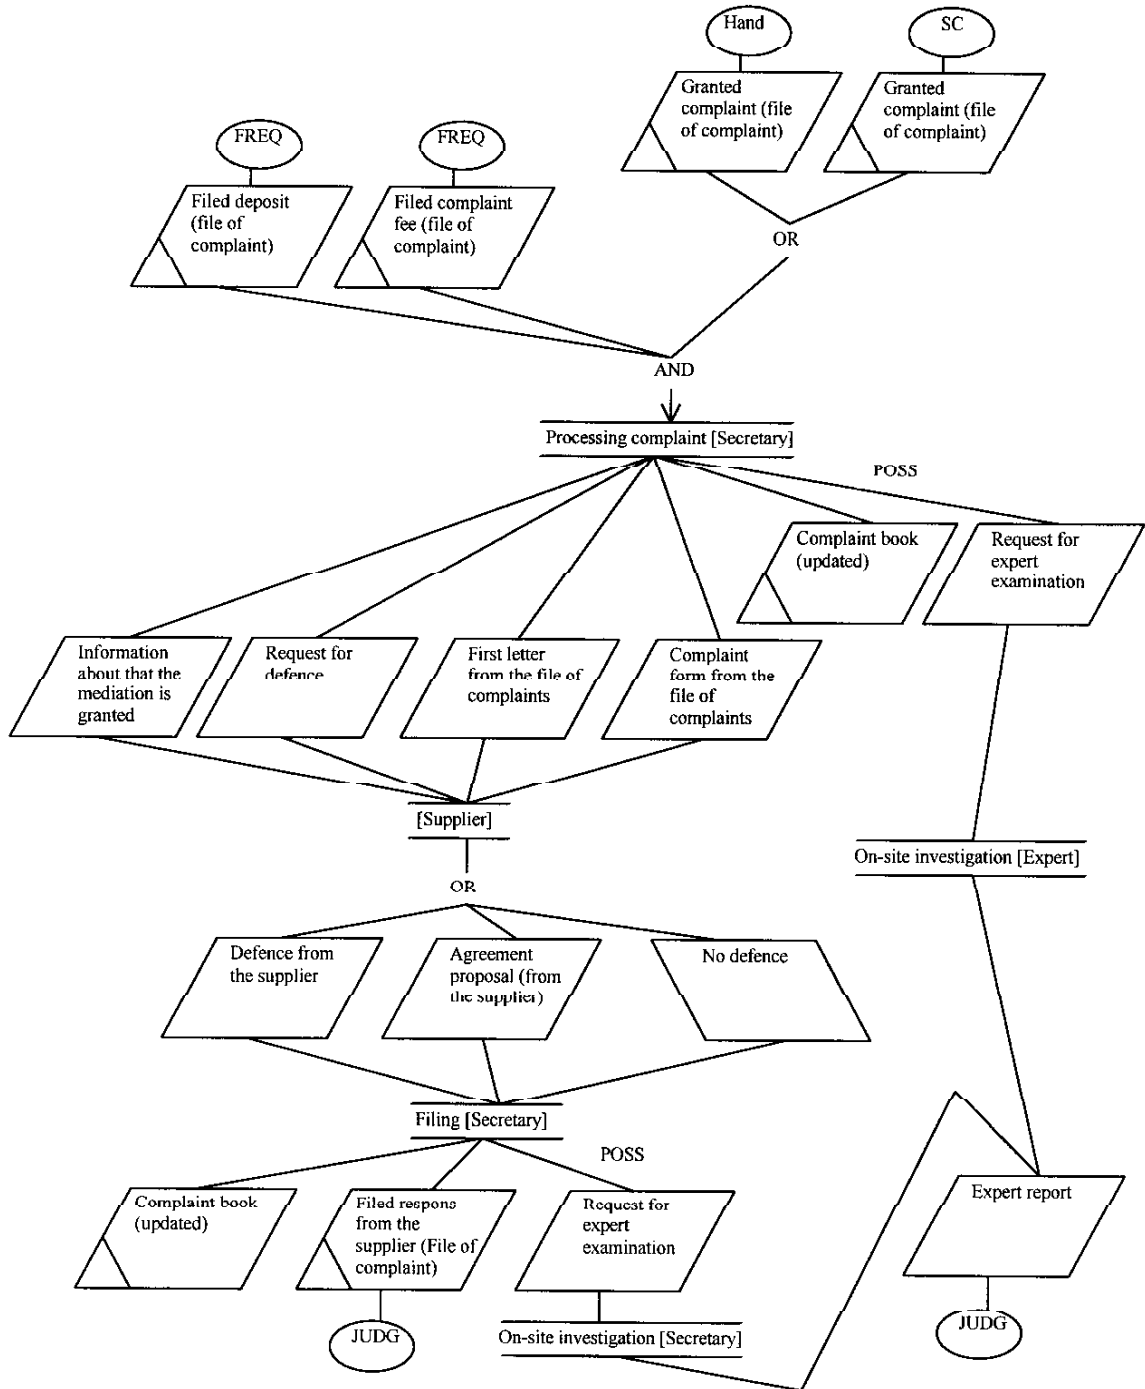 Hand
SC
Granted
complaint (file
of complaint)
Granted
complaint (file
of complaint)
FREQ
FREQ
Filed deposit
(file of
complaint)
Filed complaint
fee (file of
complaint)
OR
AND
Processing complaint [Secretary]
POSS
Complaint book
(updated)
Request for
expert
examination
Information
about that the
mediation is
granted
Request for
defence
First letter
from the file of
complaints
Complaint
form from the
file of
complaints
[Supplier]
On-site investigation [Expert]
OR
Defence from
the supplier
Agreement
proposal (from
the supplier)
No defence
Filing [Secretary]
POSS
Complaint book
(updated)
Filed respons
from the
supplier (File of
complaint)
Request for
expert
examination
Expert report
JUDG
On-site investigation [Secretary]
JUDG